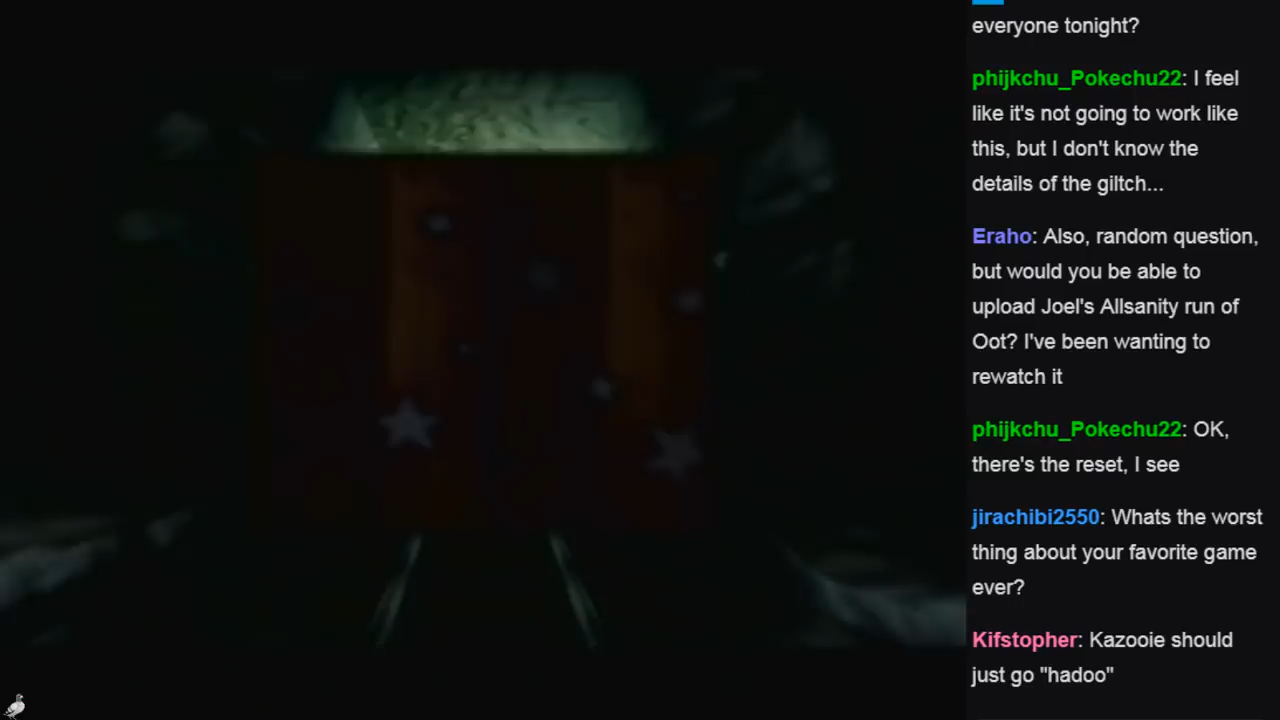 everyone tonight?
phijkchu_Pokechu22: I feel
like it's not going to work like
this, but I don't know the
details of the giltch...
Eraho: Also, random question,
but would you be able to
upload Joel's Allsanity run of
Oot? I've been wanting to
rewatch it
phijkchu_Pokechu22: OK,
there's the reset, I see
jirachibi2550: Whats the worst
thing about your favorite game
ever?
Kifstopher: Kazooie should
just go "hadoo"